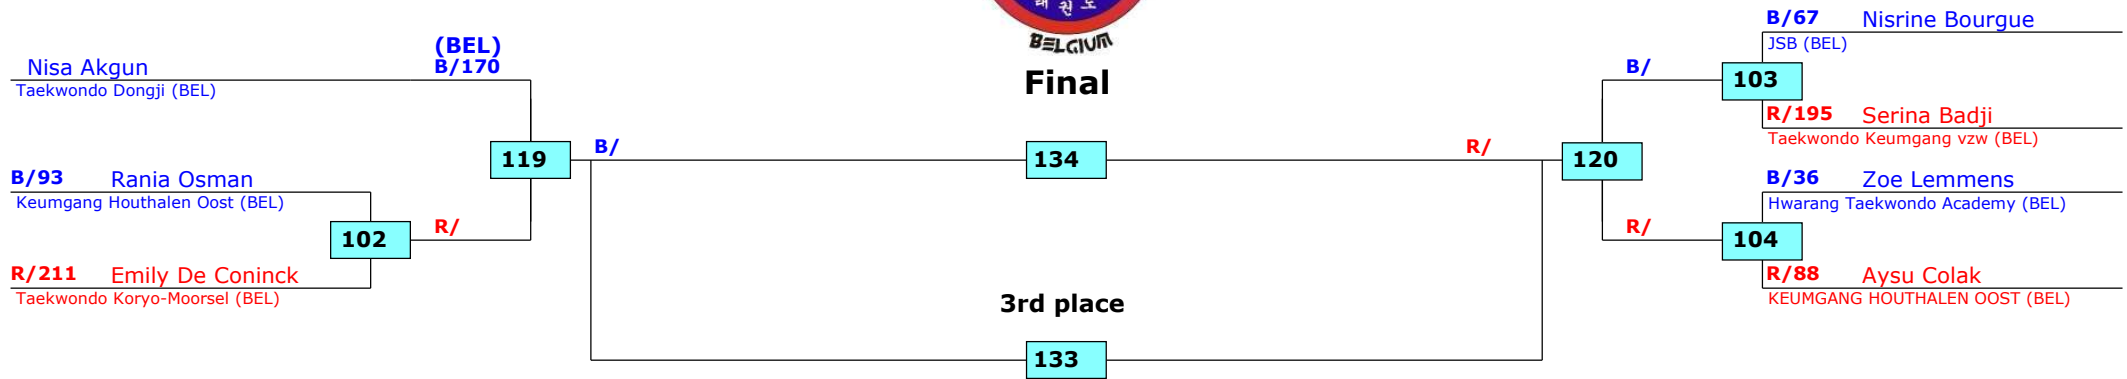 태권도
BELGIUM
Final
(BEL)
Nisa Akgun
B/170
Taekwondo Dongji (BEL)
119
B/
B/93 Rania Osman
Keumgang Houthalen Oost (BEL)
102
R/
R/211 Emily De Coninck
Taekwondo Koryo-Moorsel (BEL)
134
R/
3rd place
133
B/67 Nisrine Bourgue
JSB (BEL)
B/
103
R/195 Serina Badji
Taekwondo Keumgang vzw (BEL)
120
B/36 Zoe Lemmens
Hwarang Taekwondo Academy (BEL)
R/
104
R/88 Aysu Colak
KEUMGANG HOUTHALEN OOST (BEL)